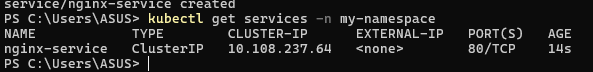 service/nginx-service created
PS C:\Users\ASUS> kubectl get services -n my-namespace
NAME TYPE CLUSTER-IP EXTERNAL-IP PORT(S) AGE
nginx-service ClusterIP 10.108.237.64 <none> 80/TCP 14s
PS C:\Users\ASUS>